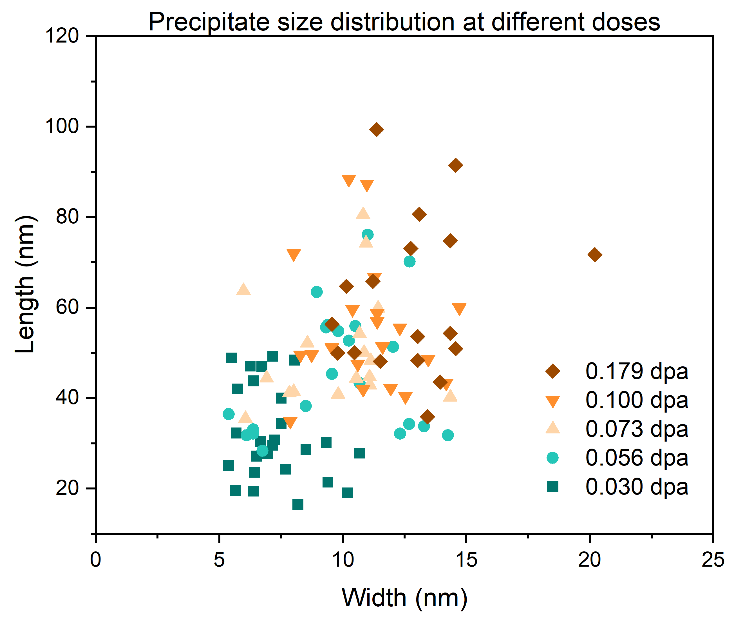 Precipitate size distribution at different doses
120
100
80
60
40
20
Length (nm)
0.179 dpa
0.100 dpa
0.073 dpa
0.056 dpa
0.030 dpa
0
5
10
15
20
25
Width (nm)